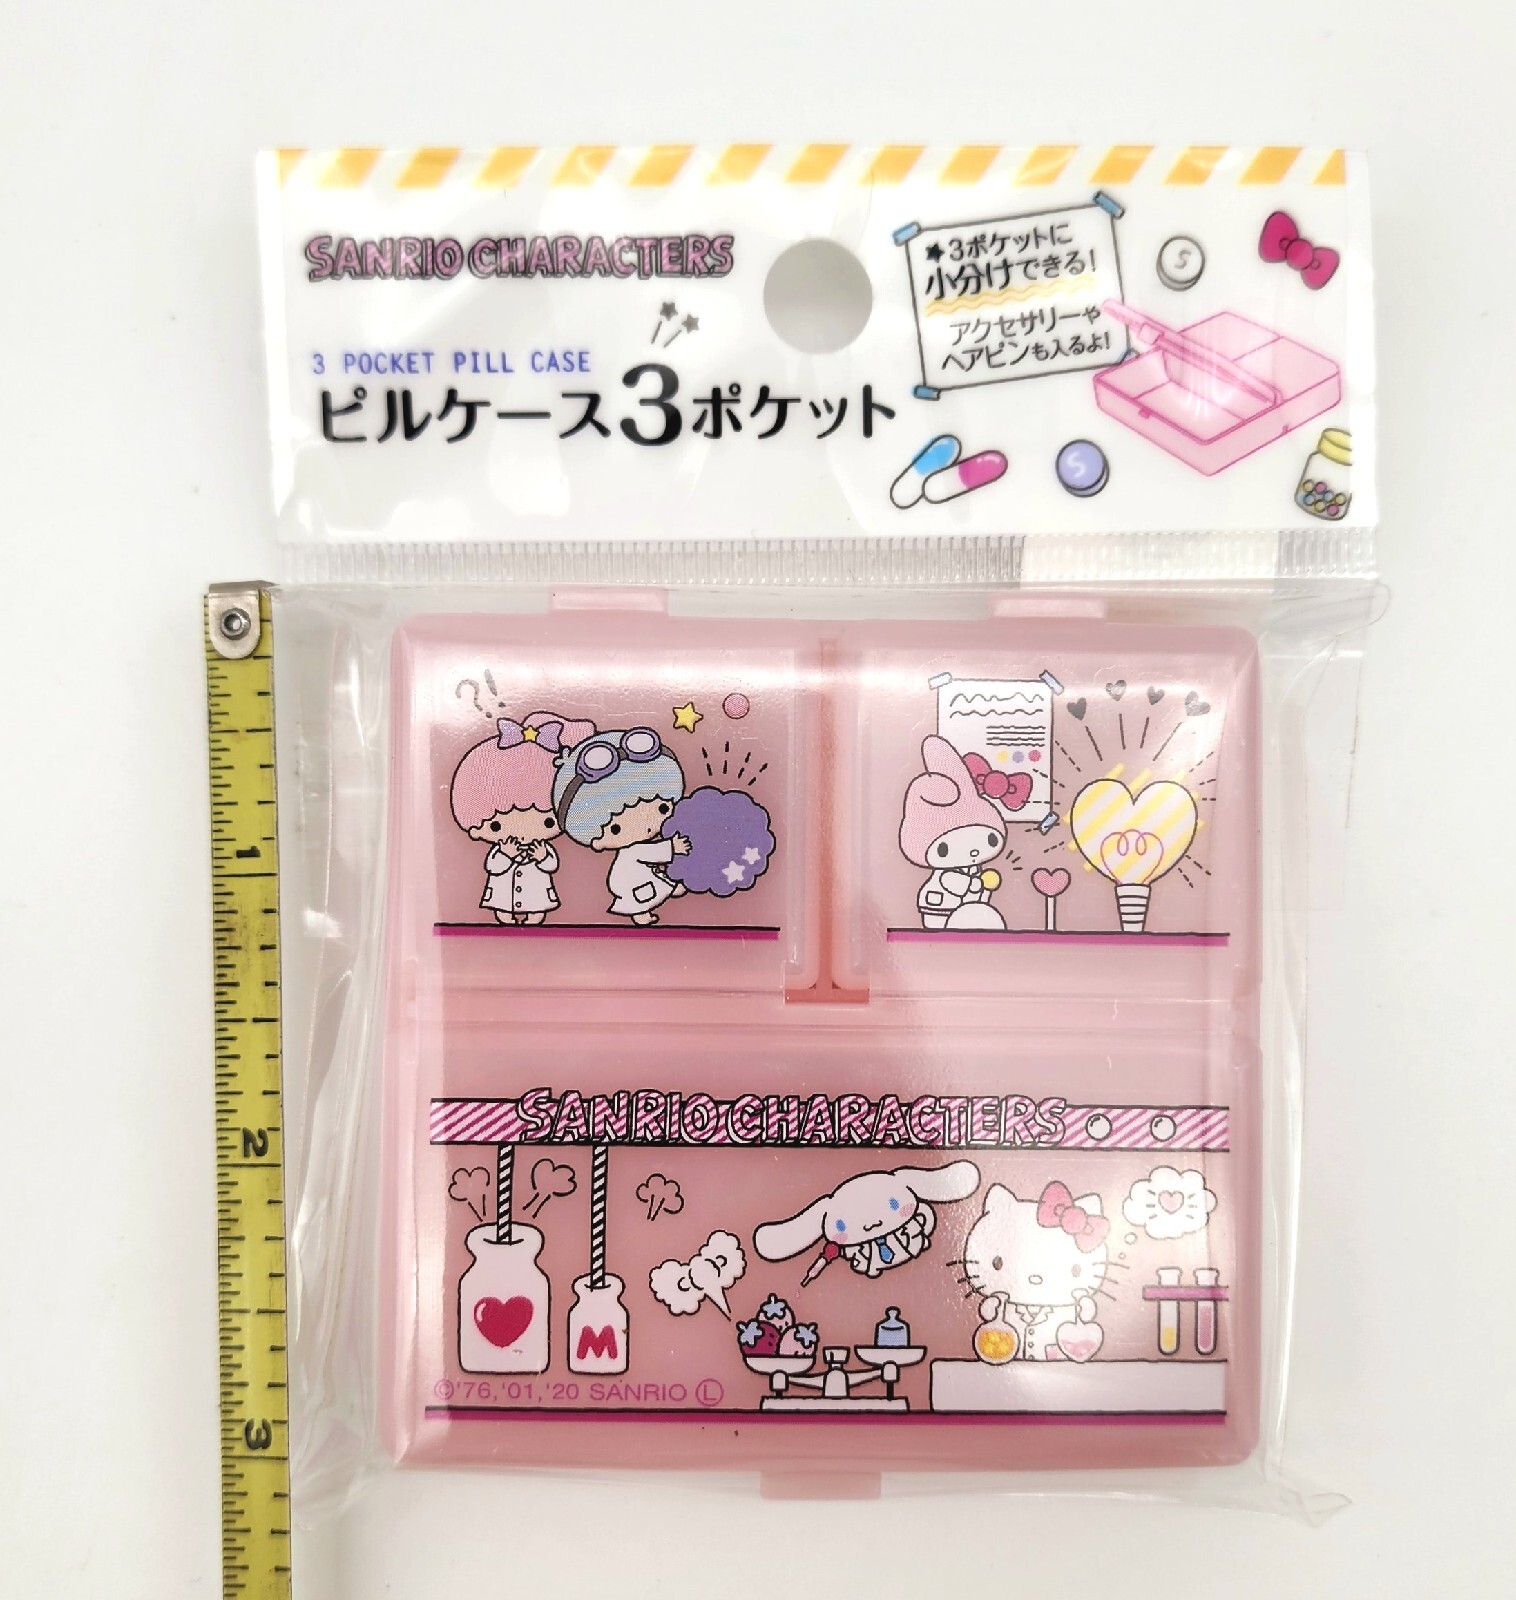 SANRIO CHARACTERS
3 POCKET PILL CASE
ピルケース3ポケット
★3ポケットに
小分けできる!
アクセサリーや
ヘアピンも入るよ!
S
S
?!
SANRIO CHARACTERS
M
©'76,'01,'20 SANRIO Ⓛ
1
2
3